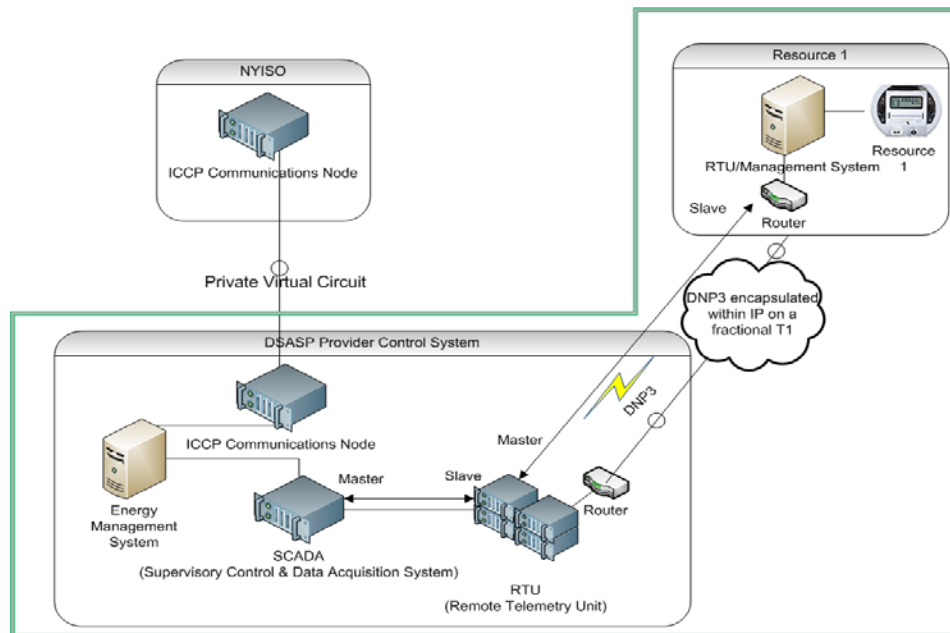 NYISO
ICCP Communications Node
Private Virtual Circuit
Resource 1
RTU/Management System
Resource
1
Slave
Router
DNP3 encapsulated
within IP on a
fractional T1
DSASP Provider Control System
ICCP Communications Node
Energy
Management
System
Master
Slave
SCADA
(Supervisory Control & Data Acquisition System)
Master
DNP3
Router
RTU
(Remote Telemetry Unit)